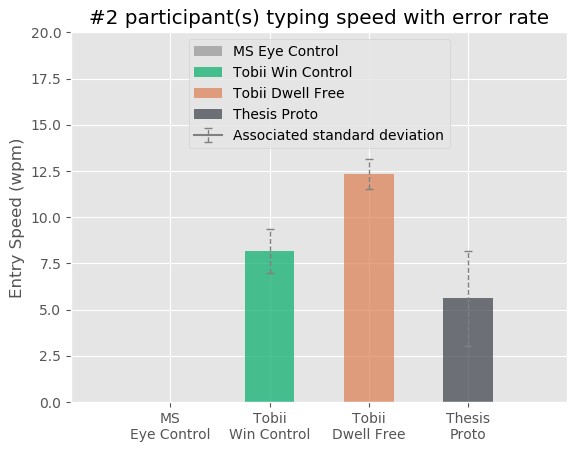 #2 participant(s) typing speed with error rate
Entry Speed (wpm)
20.0
17.5
15.0
12.5
10.0
7.5
5.0
2.5
0.0
MS Eye Control
Tobii Win Control
Tobii Dwell Free
Thesis Proto
Associated standard deviation
MS
Eye Control
Tobii
Win Control
Tobii
Dwell Free
Thesis
Proto